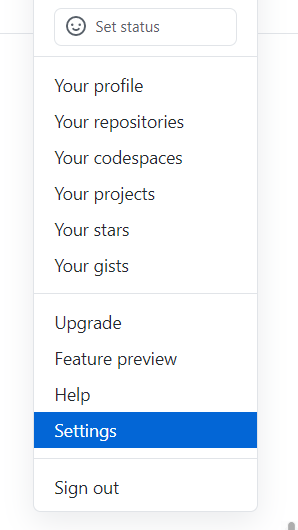 Set status
Your profile
Your repositories
Your codespaces
Your projects
Your stars
Your gists
Upgrade
Feature preview
Help
Settings
Sign out